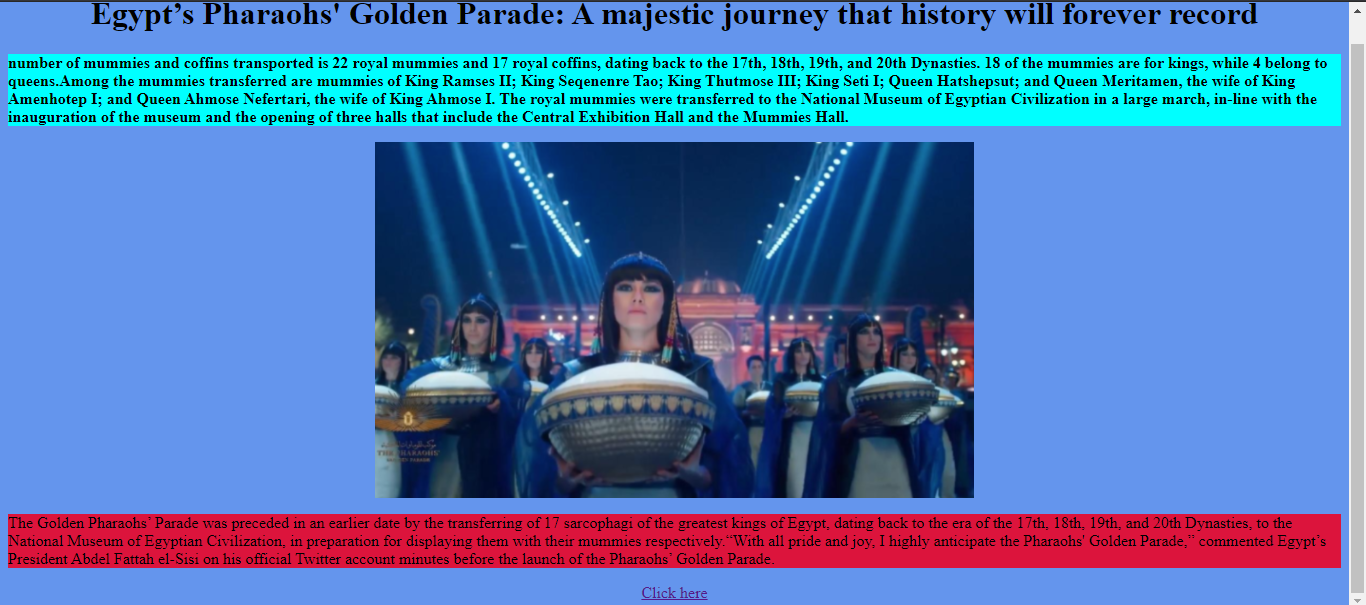 Egypt’s Pharaohs' Golden Parade: A majestic journey that history will forever record
number of mummies and coffins transported is 22 royal mummies and 17 royal coffins, dating back to the 17th, 18th, 19th, and 20th Dynasties. 18 of the mummies are for kings, while 4 belong to
queens.Among the mummies transferred are mummies of King Ramses II; King Seqenenre Tao; King Thutmose III; King Seti I; Queen Hatshepsut; and Queen Meritamen, the wife of King
Amenhotep I; and Queen Ahmose Nefertari, the wife of King Ahmose I. The royal mummies were transferred to the National Museum of Egyptian Civilization in a large march, in-line with the
inauguration of the museum and the opening of three halls that include the Central Exhibition Hall and the Mummies Hall.
THE PHARAOHS'
The Golden Pharaohs’ Parade was preceded in an earlier date by the transferring of 17 sarcophagi of the greatest kings of Egypt, dating back to the era of the 17th, 18th, 19th, and 20th Dynasties, to the
National Museum of Egyptian Civilization, in preparation for displaying them with their mummies respectively.“With all pride and joy, I highly anticipate the Pharaohs' Golden Parade,” commented Egypt’s
President Abdel Fattah el-Sisi on his official Twitter account minutes before the launch of the Pharaohs’ Golden Parade.
Click here